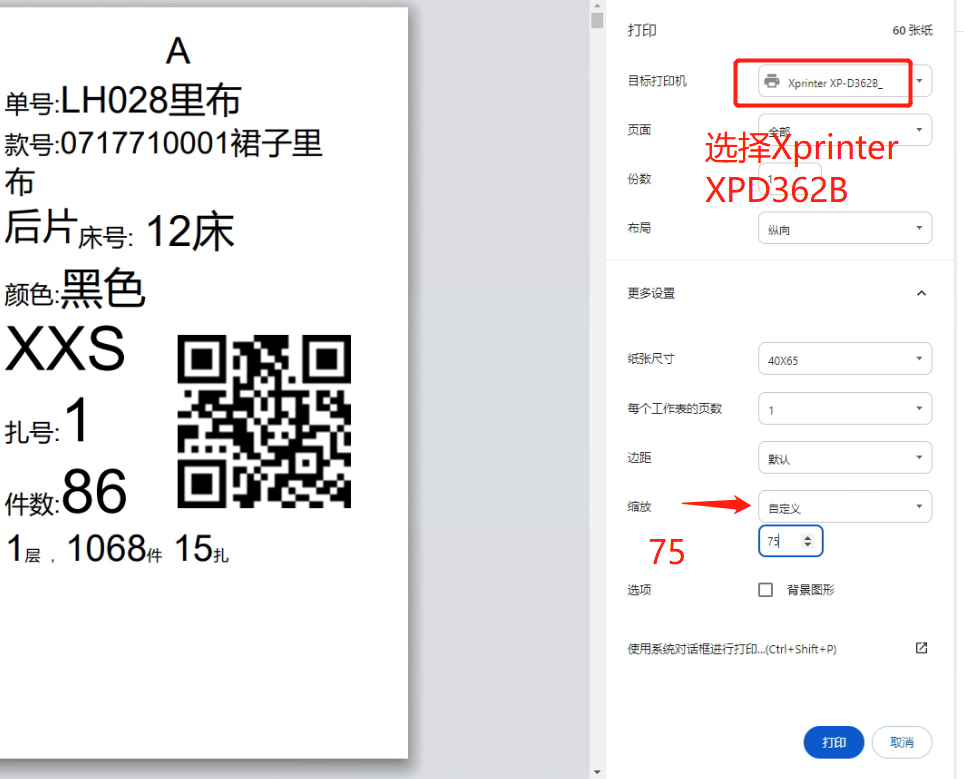 A
单号:LH028里布
款号:0717710001裙子里
布
后片床号: 12床
颜色:黑色
XXS
扎号:1
件数:86
1层 , 1068件 15扎
打印
60 张纸
目标打印机
Xprinter XP-D362B_
页面
全部
选择Xprinter
XPD362B
份数
1
布局
纵向
更多设置
纸张尺寸
40X65
每个工作表的页数
1
边距
默认
缩放
自定义
75
75
选项
背景图形
使用系统对话框进行打印...(Ctrl+Shift+P)
打印
取消